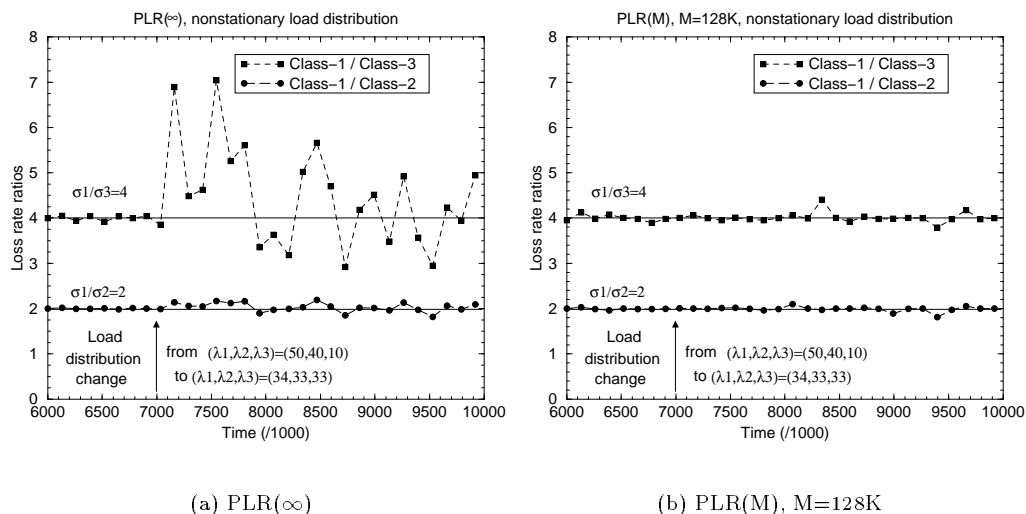 PLR(∞), nonstationary load distribution
8
7
6
5
4
3
2
1
0
Loss rate ratios
Class−1 / Class−3
Class−1 / Class−2
σ1/σ3=4
σ1/σ2=2
Load
distribution
change
from (λ1,λ2,λ3)=(50,40,10)
to (λ1,λ2,λ3)=(34,33,33)
6000 6500 7000 7500 8000 8500 9000 9500 10000
Time (/1000)
(a) PLR(∞)
PLR(M), M=128K, nonstationary load distribution
8
7
6
5
4
3
2
1
0
Loss rate ratios
Class−1 / Class−3
Class−1 / Class−2
σ1/σ3=4
σ1/σ2=2
Load
distribution
change
from (λ1,λ2,λ3)=(50,40,10)
to (λ1,λ2,λ3)=(34,33,33)
6000 6500 7000 7500 8000 8500 9000 9500 10000
Time (/1000)
(b) PLR(M), M=128K